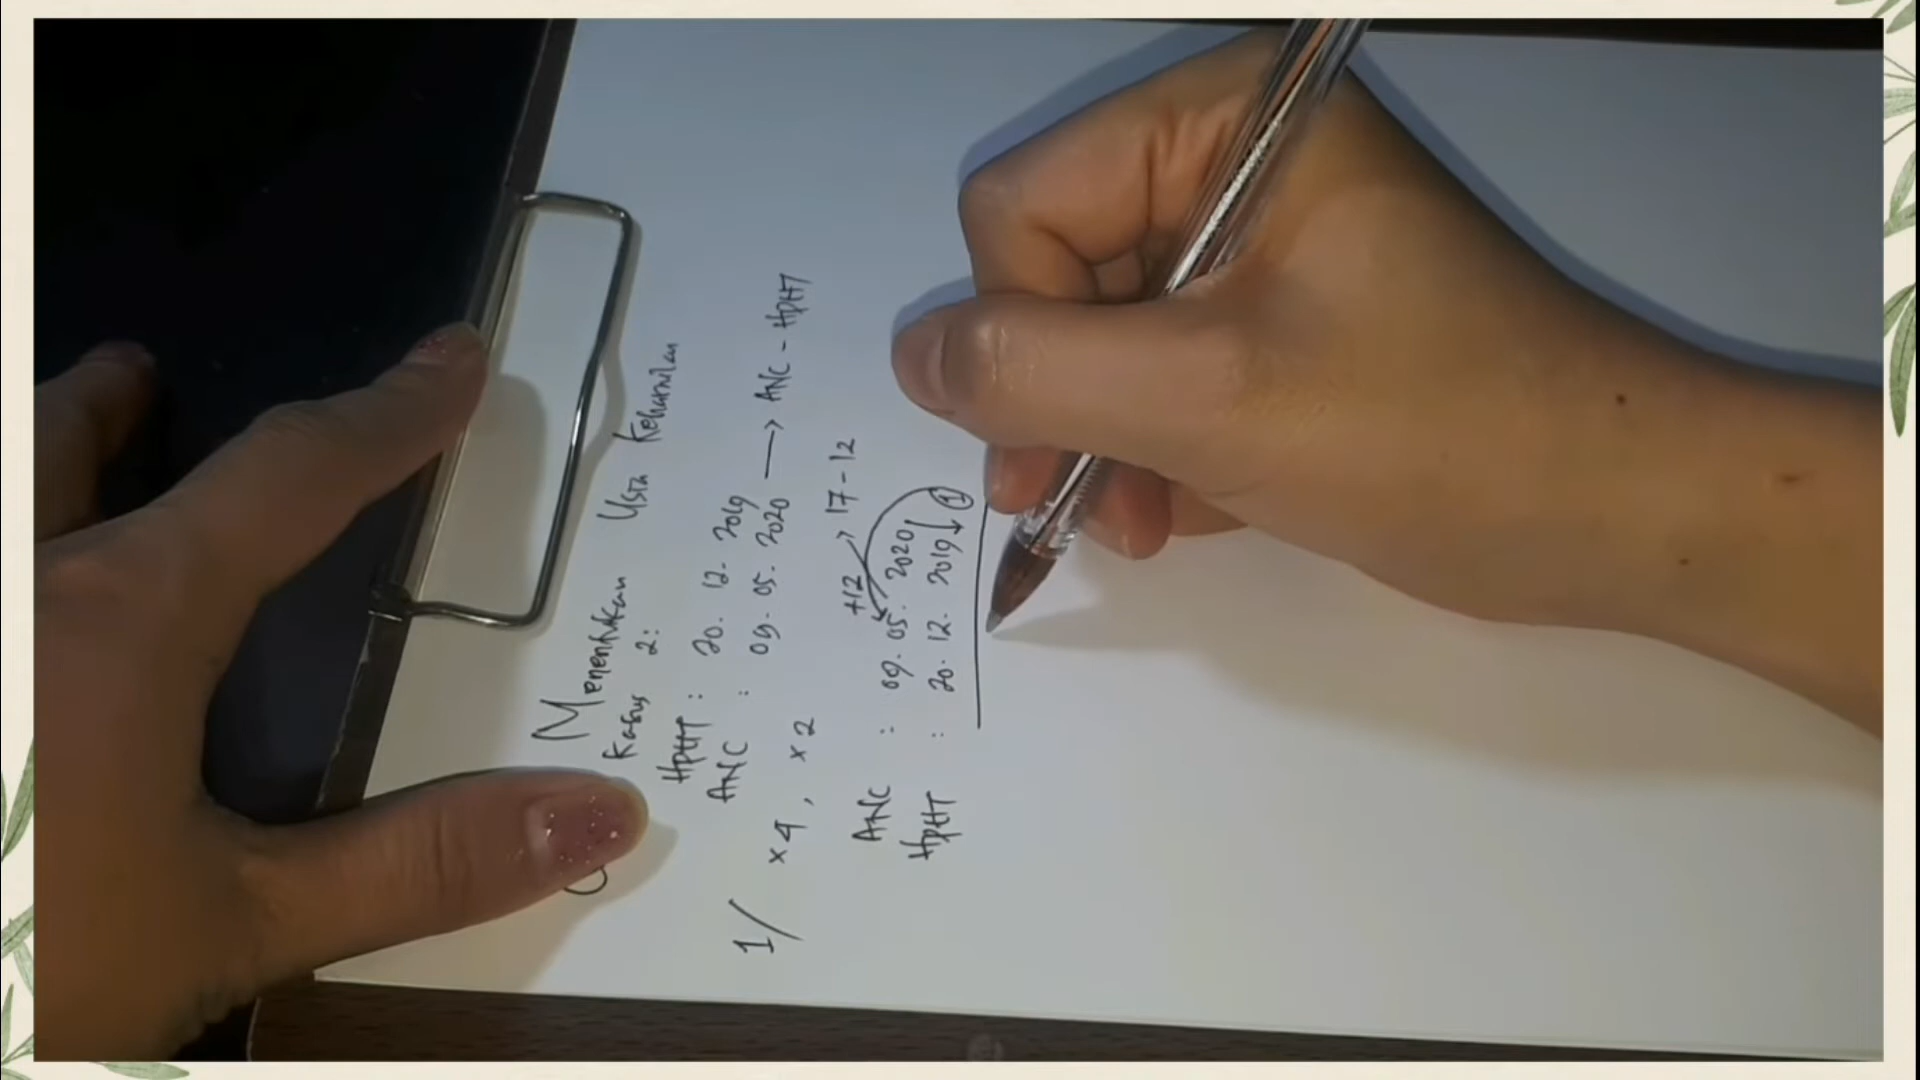 Menentukan Usia Kehamilan
Kasus 2:
HPHT : 20. 12. 2019
ANC : 09. 05. 2020 → ANC - HPHT
1/ x4, x2
+12 → 17 - 12
ANC : 09. 05. 2020
HPHT : 20. 12. 2019 1